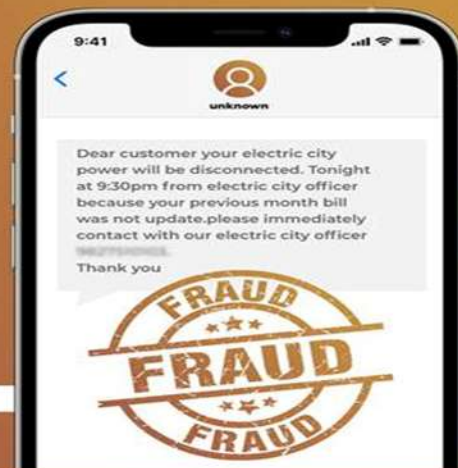 9:41
unknown
Dear customer your electric city
power will be disconnected. Tonight
at 9:30pm from electric city officer
because your previous month bill
was not update.please immediately
contact with our electric city officer
Thank you
FRAUD
FRAUD
FRAUD